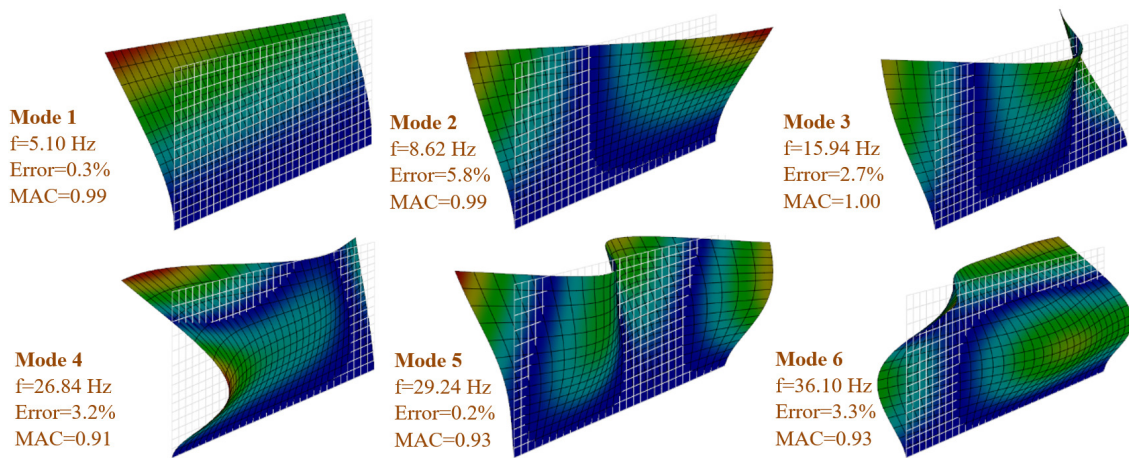 Mode 1
f=5.10 Hz
Error=0.3%
MAC=0.99
Mode 2
f=8.62 Hz
Error=5.8%
MAC=0.99
Mode 3
f=15.94 Hz
Error=2.7%
MAC=1.00
Mode 4
f=26.84 Hz
Error=3.2%
MAC=0.91
Mode 5
f=29.24 Hz
Error=0.2%
MAC=0.93
Mode 6
f=36.10 Hz
Error=3.3%
MAC=0.93